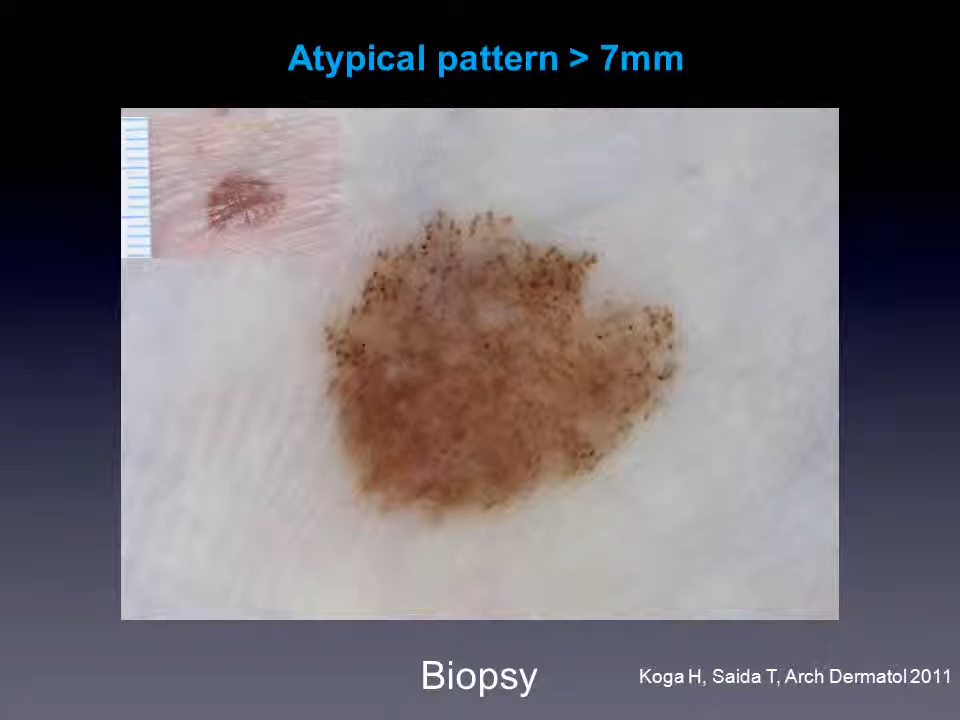 Atypical pattern > 7mm
Biopsy
Koga H, Saida T, Arch Dermatol 2011